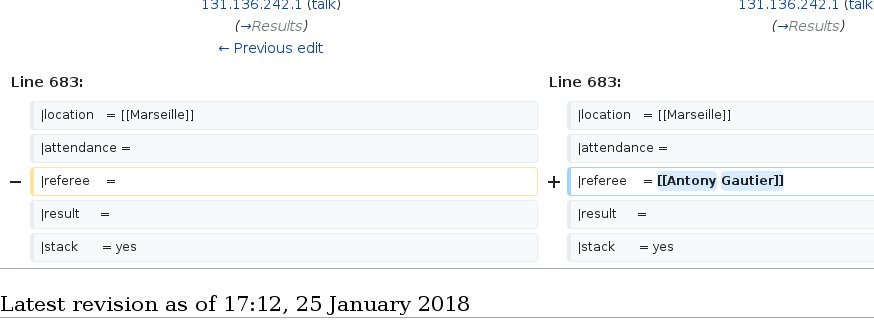 131.136.242.1 (talk)
(→Results)
← Previous edit
Line 683:
|location = [[Marseille]]
|attendance =
− |referee =
|result =
|stack = yes
131.136.242.1 (talk
(→Results)
Line 683:
|location = [[Marseille]]
|attendance =
+ |referee = [[Antony Gautier]]
|result =
|stack = yes
Latest revision as of 17:12, 25 January 2018